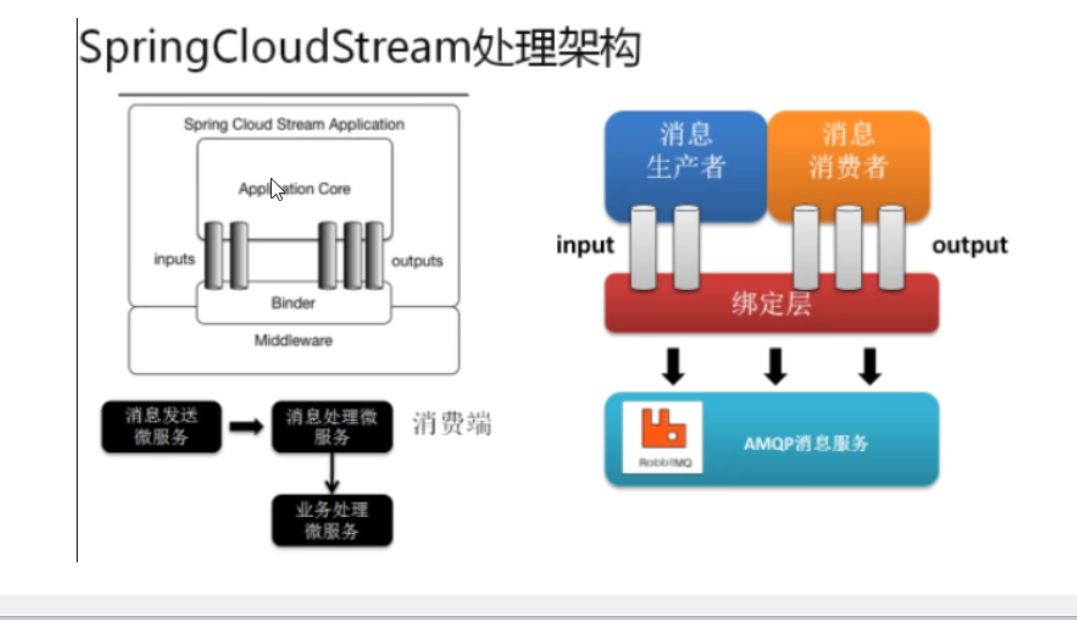 SpringCloudStream处理架构
Spring Cloud Stream Application
Application Core
inputs
outputs
Binder
Middleware
消息发送
微服务
消息处理微
服务
消费端
业务处理
微服务
消息
生产者
消息
消费者
input
output
绑定层
RabbitMQ
AMQP消息服务